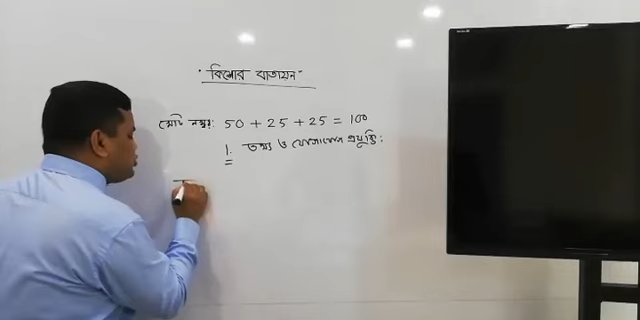 "কিশোর বাতায়ন"
মোট নম্বর: 50 + 25 + 25 = 100
1. তথ্য ও যোগাযোগ প্রযুক্তি: